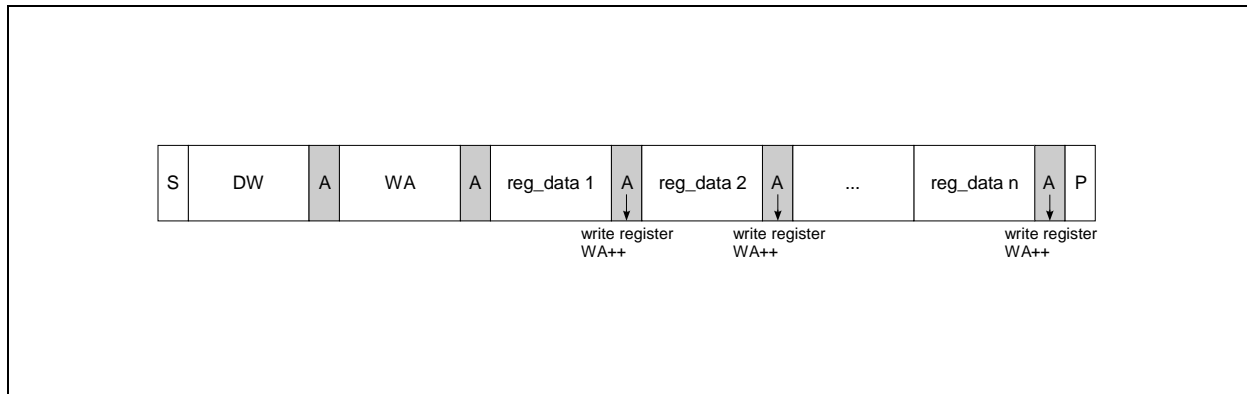 S DW A WA A reg_data 1 A reg_data 2 A ... reg_data n A P
write register write register write register
WA++ WA++ WA++